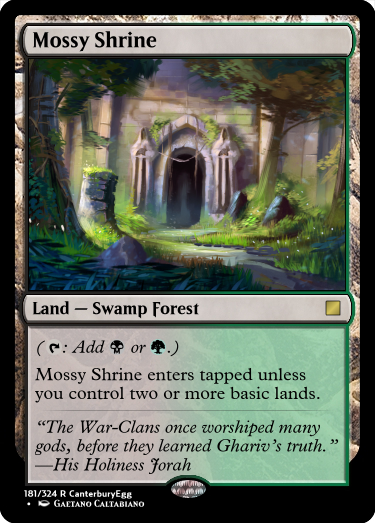 Mossy Shrine
Land — Swamp Forest
( : Add or .)
Mossy Shrine enters tapped unless
you control two or more basic lands.
“The War-Clans once worshiped many
gods, before they learned Ghariv’s truth.”
—His Holiness Jorah
181/324 R CanterburyEgg
• Gaetano Caltabiano